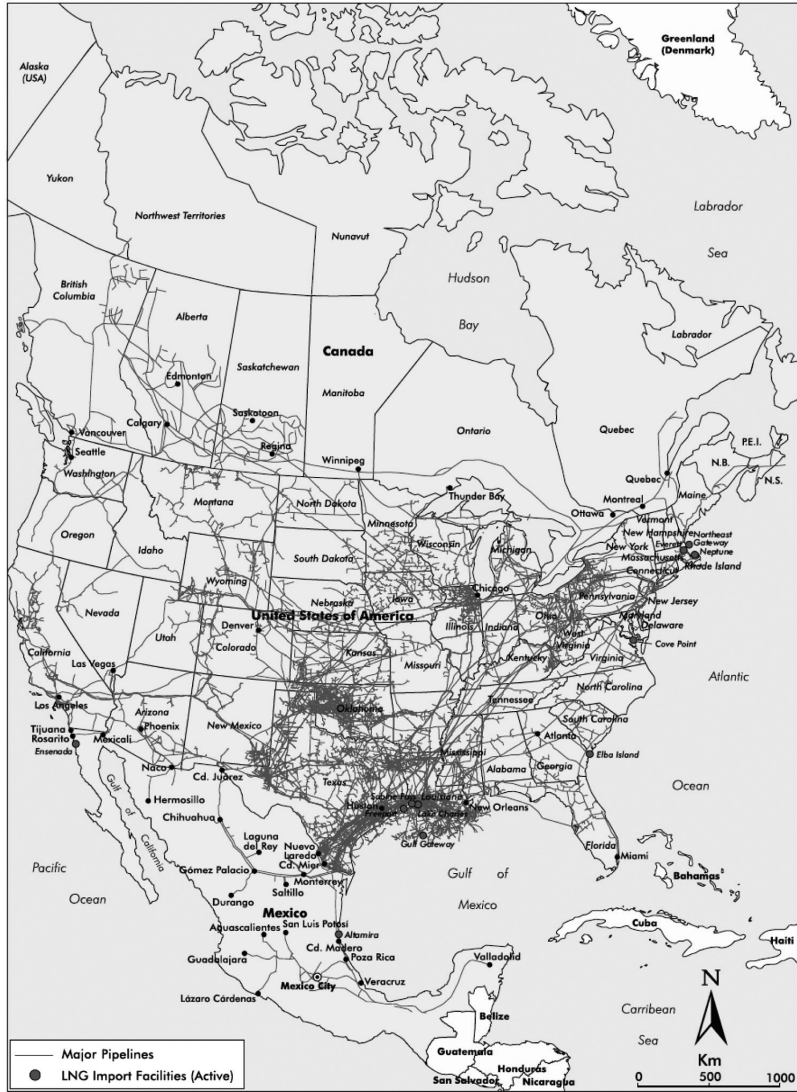 Greenland
(Denmark)
Alaska
(USA)
Yukon
Northwest Territories
Nunavut
Labrador
Sea
Hudson
Bay
British
Columbia
Alberta
Saskatchewan
Canada
Manitoba
Labrador
Edmonton
Ontario
Quebec
Calgary
Saskatoon
Regina
Winnipeg
Vancouver
Seattle
Washington
P.E.I.
N.B.
N.S.
Quebec
Maine
Montreal
Ottawa
Thunder Bay
Montana
North Dakota
Minnesota
Vermont
New Hampshire
Northeast
Gateway
Everett
Neptune
New York
Massachusetts
Connecticut
Rhode Island
Oregon
Idaho
South Dakota
Wisconsin
Michigan
Wyoming
Iowa
Chicago
Pennsylvania
New Jersey
Nebraska
United States of America
Nevada
Utah
Denver
Colorado
Kansas
Illinois
Indiana
Ohio
West
Virginia
Maryland
Delaware
Cove Point
California
Las Vegas
Missouri
Kentucky
Virginia
Los Angeles
Arizona
Phoenix
New Mexico
Oklahoma
Tennessee
North Carolina
South Carolina
Atlantic
Tijuana
Rosarito
Ensenada
Mexicali
Mississippi
Atlanta
Alabama
Georgia
Elba Island
Naco
Cd. Juárez
Texas
Ocean
Hermosillo
Sabine Pass
Louisiana
Huston
Freeport
Lake Charles
New Orleans
Gulf Gateway
Chihuahua
Gulf of
California
Laguna
del Rey
Nuevo
Laredo
Cd. Mier
Florida
Miami
Pacific
Ocean
Gómez Palacio
Monterrey
Saltillo
Gulf of
Mexico
Bahamas
Durango
Mexico
Cuba
Haiti
Aguascalientes
San Luis Potosí
Altamira
Cd. Madero
Guadalajara
Poza Rica
Valladolid
Mexico City
Veracruz
Lázaro Cárdenas
Belize
Carribean
Sea
N
Guatemala
Honduras
San Salvador
Nicaragua
Km
0 500 1000
Major Pipelines
LNG Import Facilities (Active)